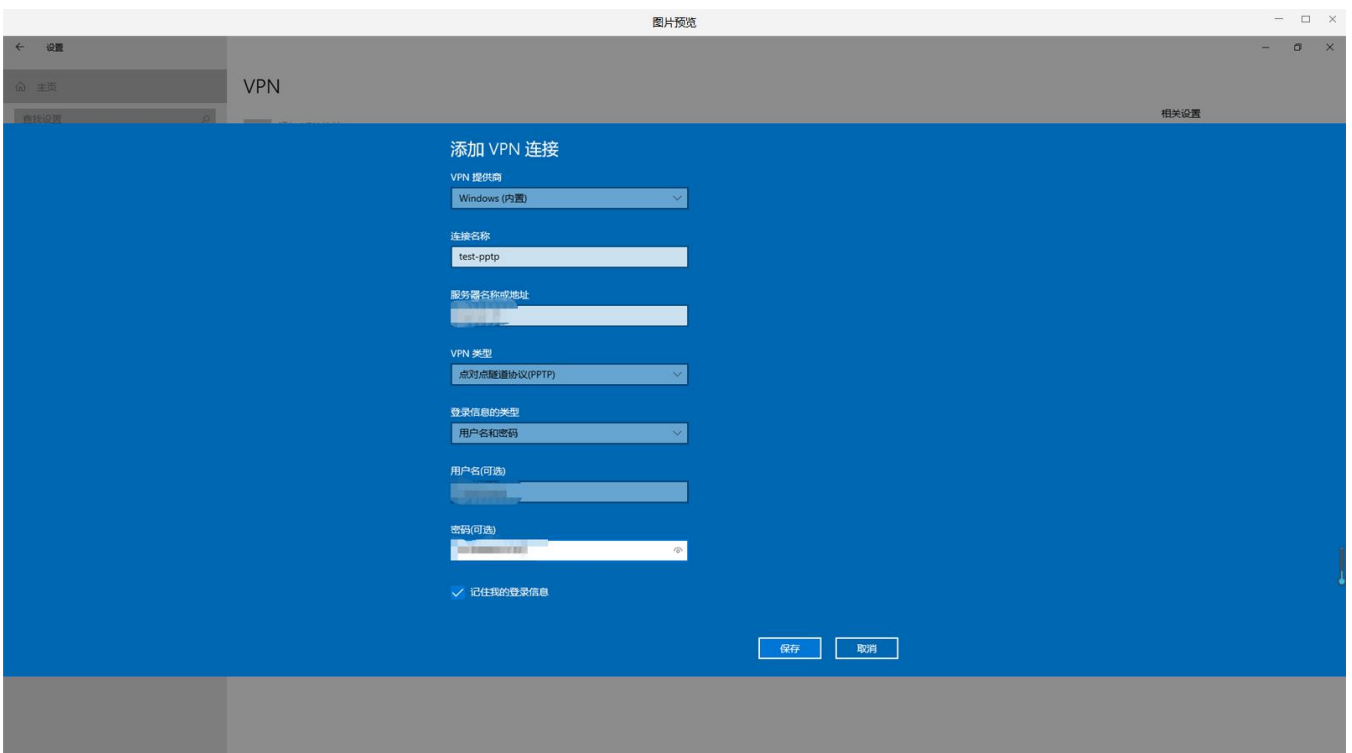 图片预览
设置
主页
VPN
查找设置
相关设置
添加 VPN 连接
VPN 提供商
Windows (内置)
连接名称
test-pptp
服务器名称或地址
VPN 类型
点对点隧道协议(PPTP)
登录信息的类型
用户名和密码
用户名(可选)
密码(可选)
记住我的登录信息
保存
取消